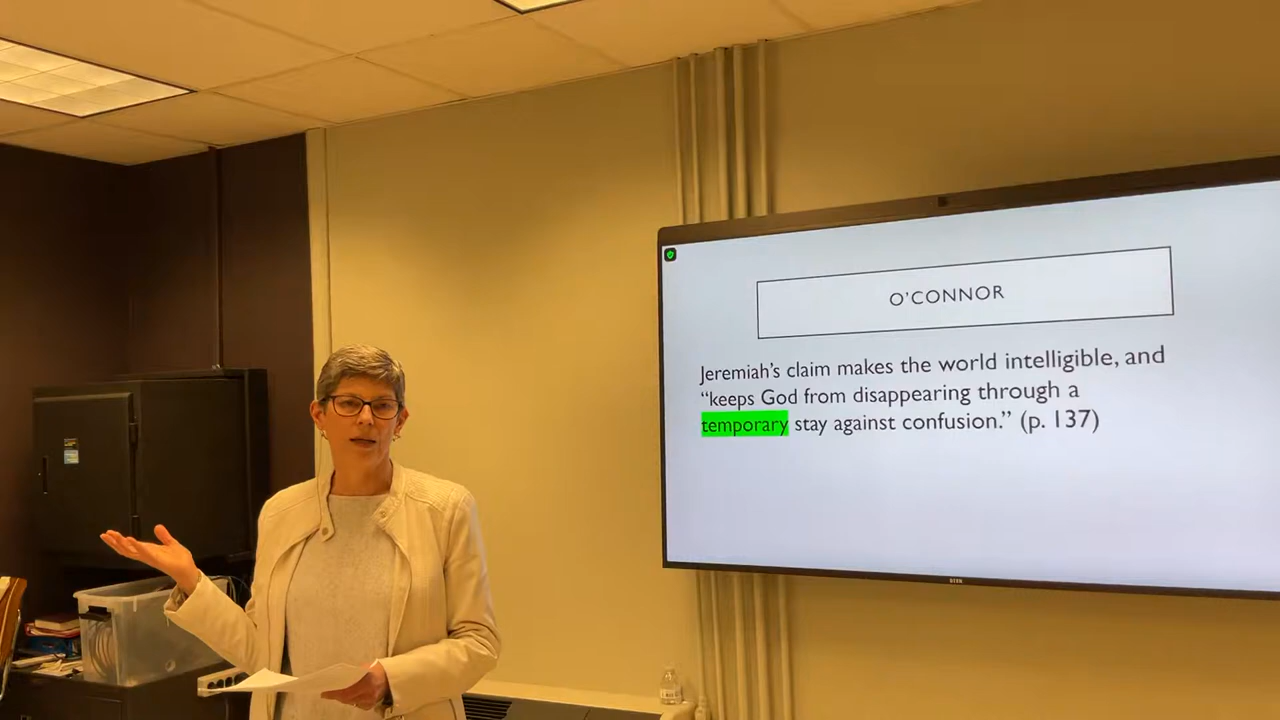 O'CONNOR
Jeremiah's claim makes the world intelligible, and
“keeps God from disappearing through a
temporary stay against confusion.” (p. 137)